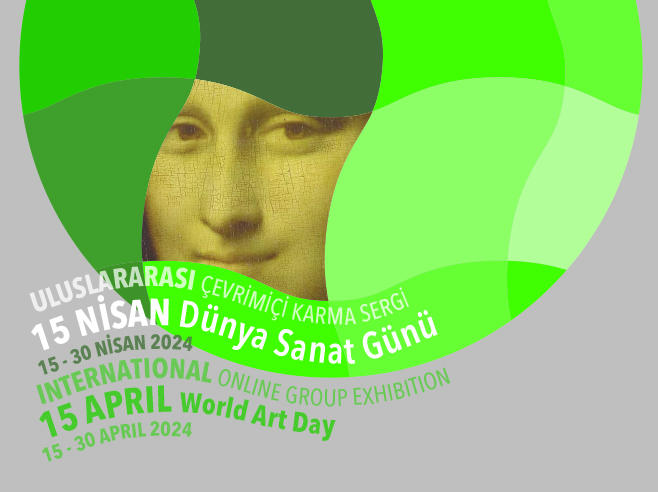 ULUSLARARASI ÇEVRİMİÇİ KARMA SERGİ
15 NİSAN Dünya Sanat Günü
15 - 30 NİSAN 2024
INTERNATIONAL ONLINE GROUP EXHIBITION
15 APRIL World Art Day
15 - 30 APRIL 2024